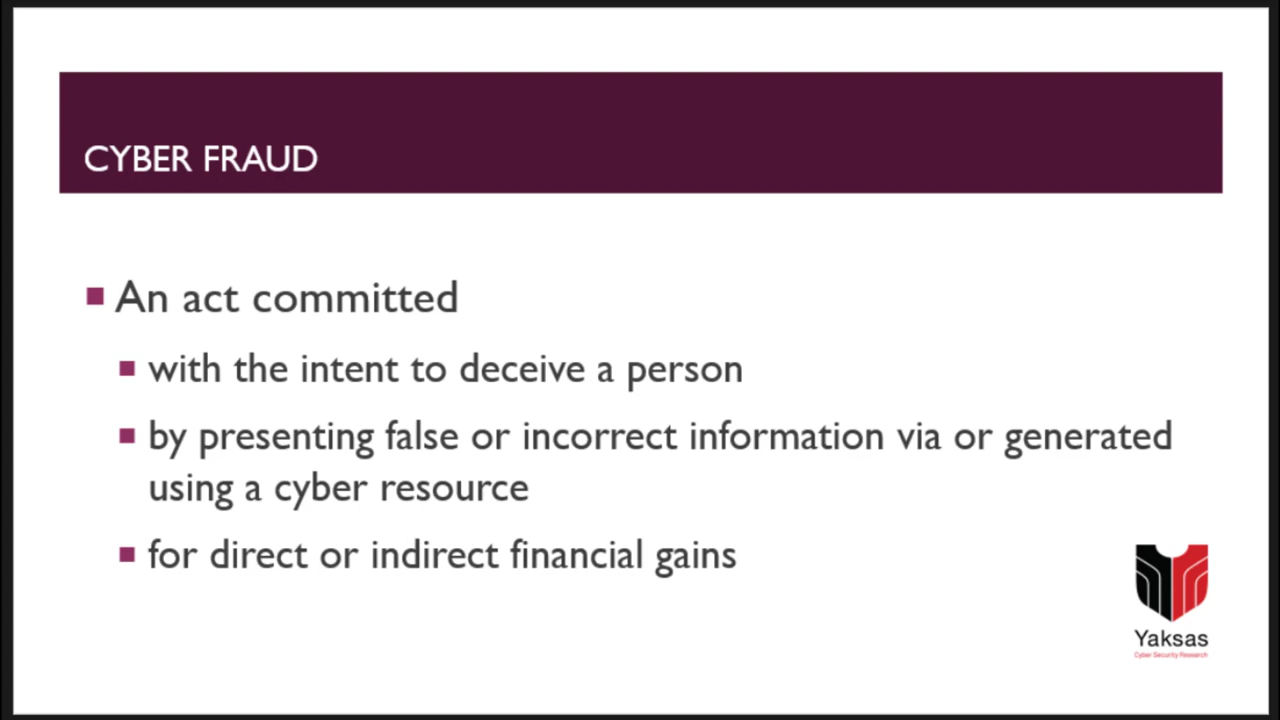 CYBER FRAUD
An act committed
with the intent to deceive a person
by presenting false or incorrect information via or generated
using a cyber resource
for direct or indirect financial gains
Yaksas
Cyber Security Research